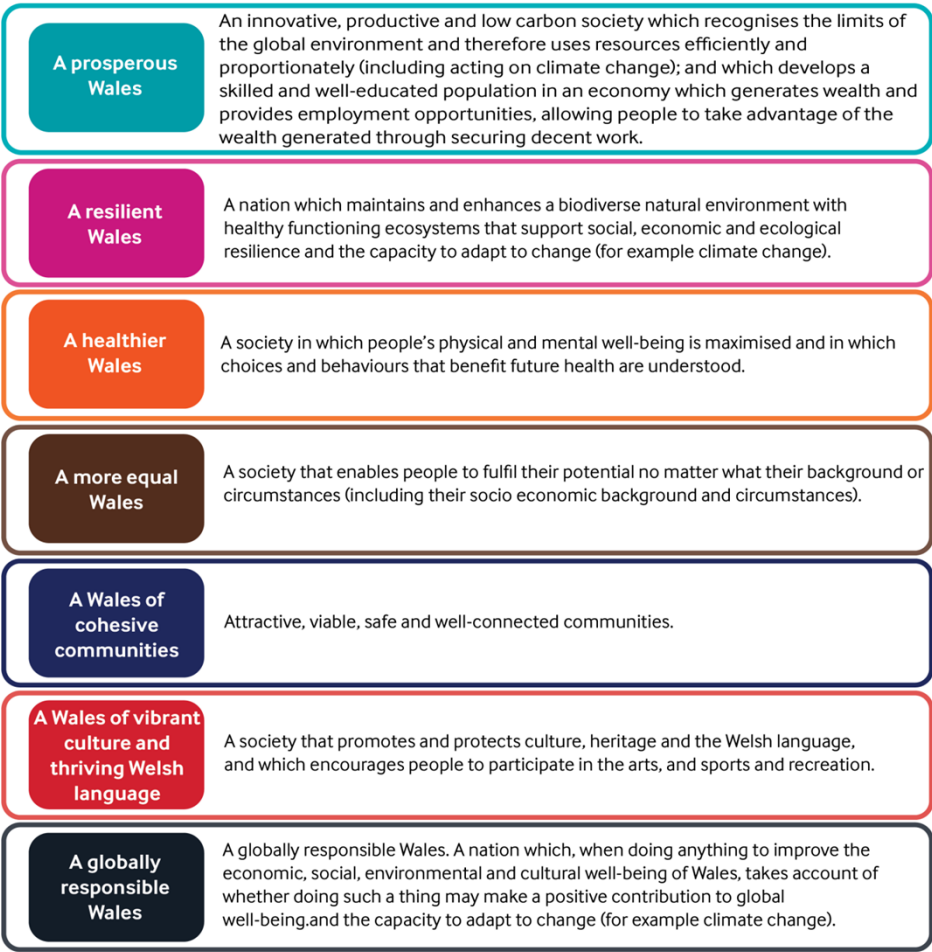 A prosperous
Wales
An innovative, productive and low carbon society which recognises the limits of
the global environment and therefore uses resources efficiently and
proportionately (including acting on climate change); and which develops a
skilled and well-educated population in an economy which generates wealth and
provides employment opportunities, allowing people to take advantage of the
wealth generated through securing decent work.
A resilient
Wales
A nation which maintains and enhances a biodiverse natural environment with
healthy functioning ecosystems that support social, economic and ecological
resilience and the capacity to adapt to change (for example climate change).
A healthier
Wales
A society in which people's physical and mental well-being is maximised and in which
choices and behaviours that benefit future health are understood.
A more equal
Wales
A society that enables people to fulfil their potential no matter what their background or
circumstances (including their socio economic background and circumstances).
A Wales of
cohesive
communities
Attractive, viable, safe and well-connected communities.
A Wales of vibrant
culture and
thriving Welsh
language
A society that promotes and protects culture, heritage and the Welsh language,
and which encourages people to participate in the arts, and sports and recreation.
A globally
responsible
Wales
A globally responsible Wales. A nation which, when doing anything to improve the
economic, social, environmental and cultural well-being of Wales, takes account of
whether doing such a thing may make a positive contribution to global
well-being.and the capacity to adapt to change (for example climate change).